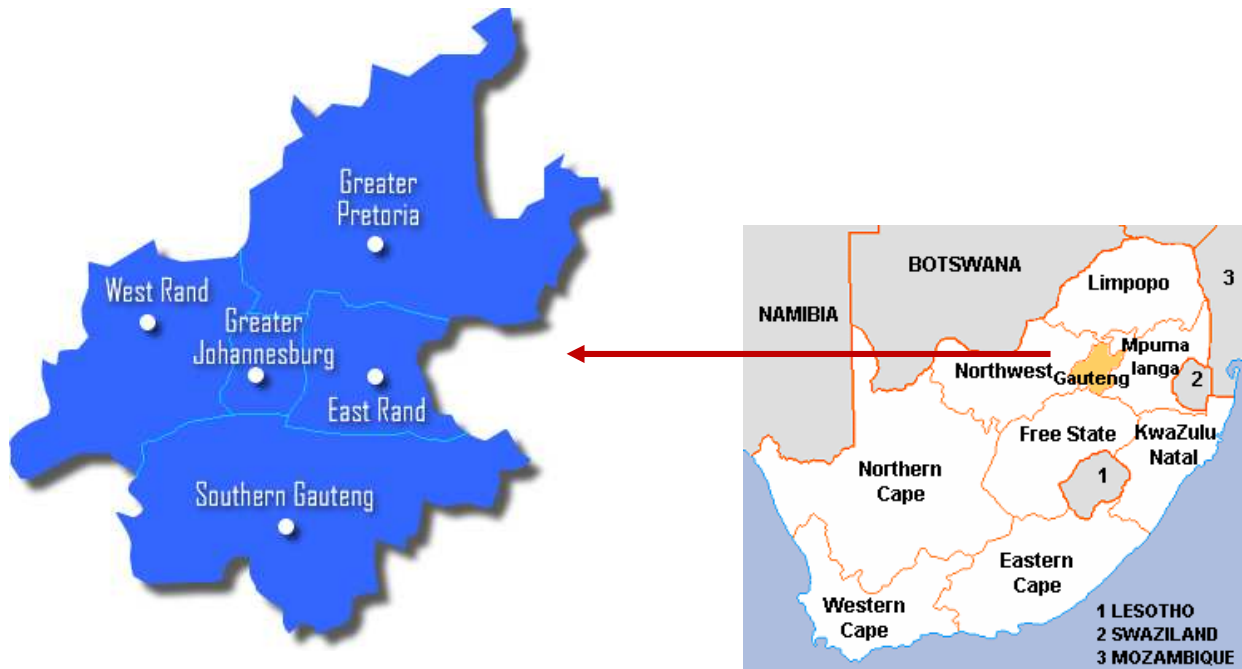 Greater
Pretoria
West Rand
Greater
Johannesburg
East Rand
Southern Gauteng
BOTSWANA
Limpopo
3
NAMIBIA
Mpuma
langa
Northwest
Gauteng
2
Free State
KwaZulu
Natal
Northern
Cape
1
Eastern
Cape
Western
Cape
1 LESOTHO
2 SWAZILAND
3 MOZAMBIQUE